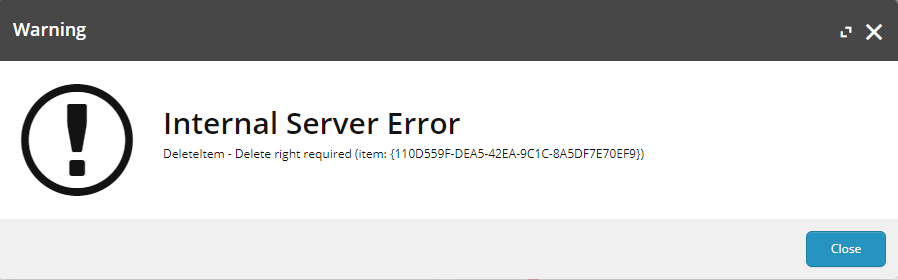 Warning
Internal Server Error
DeleteItem - Delete right required (item: {110D559F-DEA5-42EA-9C1C-8A5DF7E70EF9})
Close